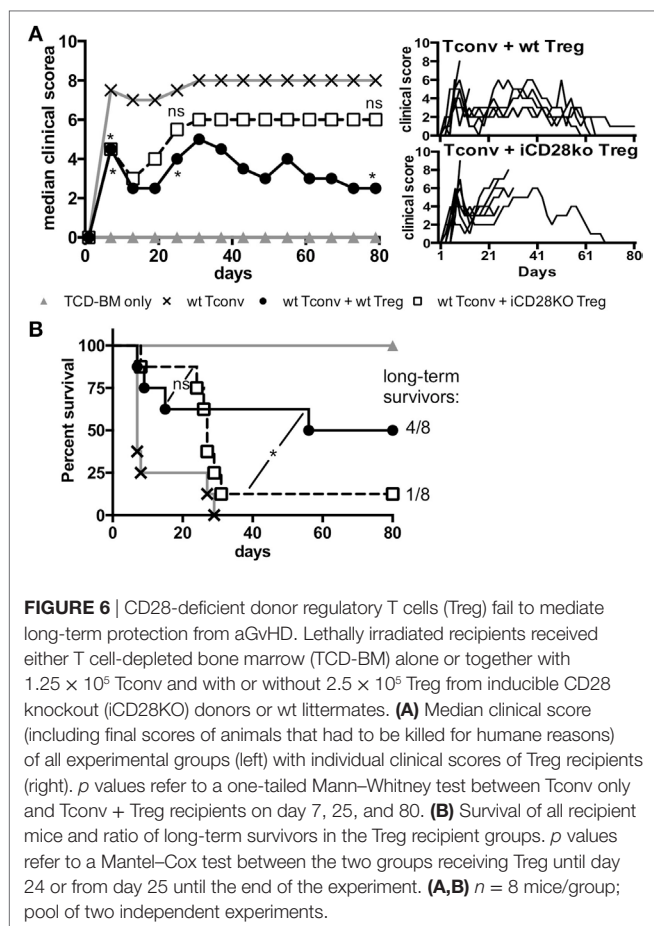 A
median clinical scorea
10
8
6
4
2
0
*
*
ns
*
ns
*
0 20 40 60 80
days
Tconv + wt Treg
clinical score
10
8
6
4
2
0
Tconv + iCD28ko Treg
clinical score
10
8
6
4
2
0
1 21 41 61 80
Days
TCD-BM only wt Tconv wt Tconv + wt Treg wt Tconv + iCD28KO Treg
B
Percent survival
100
75
50
25
0
ns
*
0 20 40 60 80
days
long-term
survivors:
4/8
1/8
FIGURE 6 | CD28-deficient donor regulatory T cells (Treg) fail to mediate
long-term protection from aGvHD. Lethally irradiated recipients received
either T cell-depleted bone marrow (TCD-BM) alone or together with
1.25 × 10⁵ Tconv and with or without 2.5 × 10⁵ Treg from inducible CD28
knockout (iCD28KO) donors or wt littermates. (A) Median clinical score
(including final scores of animals that had to be killed for humane reasons)
of all experimental groups (left) with individual clinical scores of Treg recipients
(right). p values refer to a one-tailed Mann–Whitney test between Tconv only
and Tconv + Treg recipients on day 7, 25, and 80. (B) Survival of all recipient
mice and ratio of long-term survivors in the Treg recipient groups. p values
refer to a Mantel–Cox test between the two groups receiving Treg until day
24 or from day 25 until the end of the experiment. (A,B) n = 8 mice/group;
pool of two independent experiments.